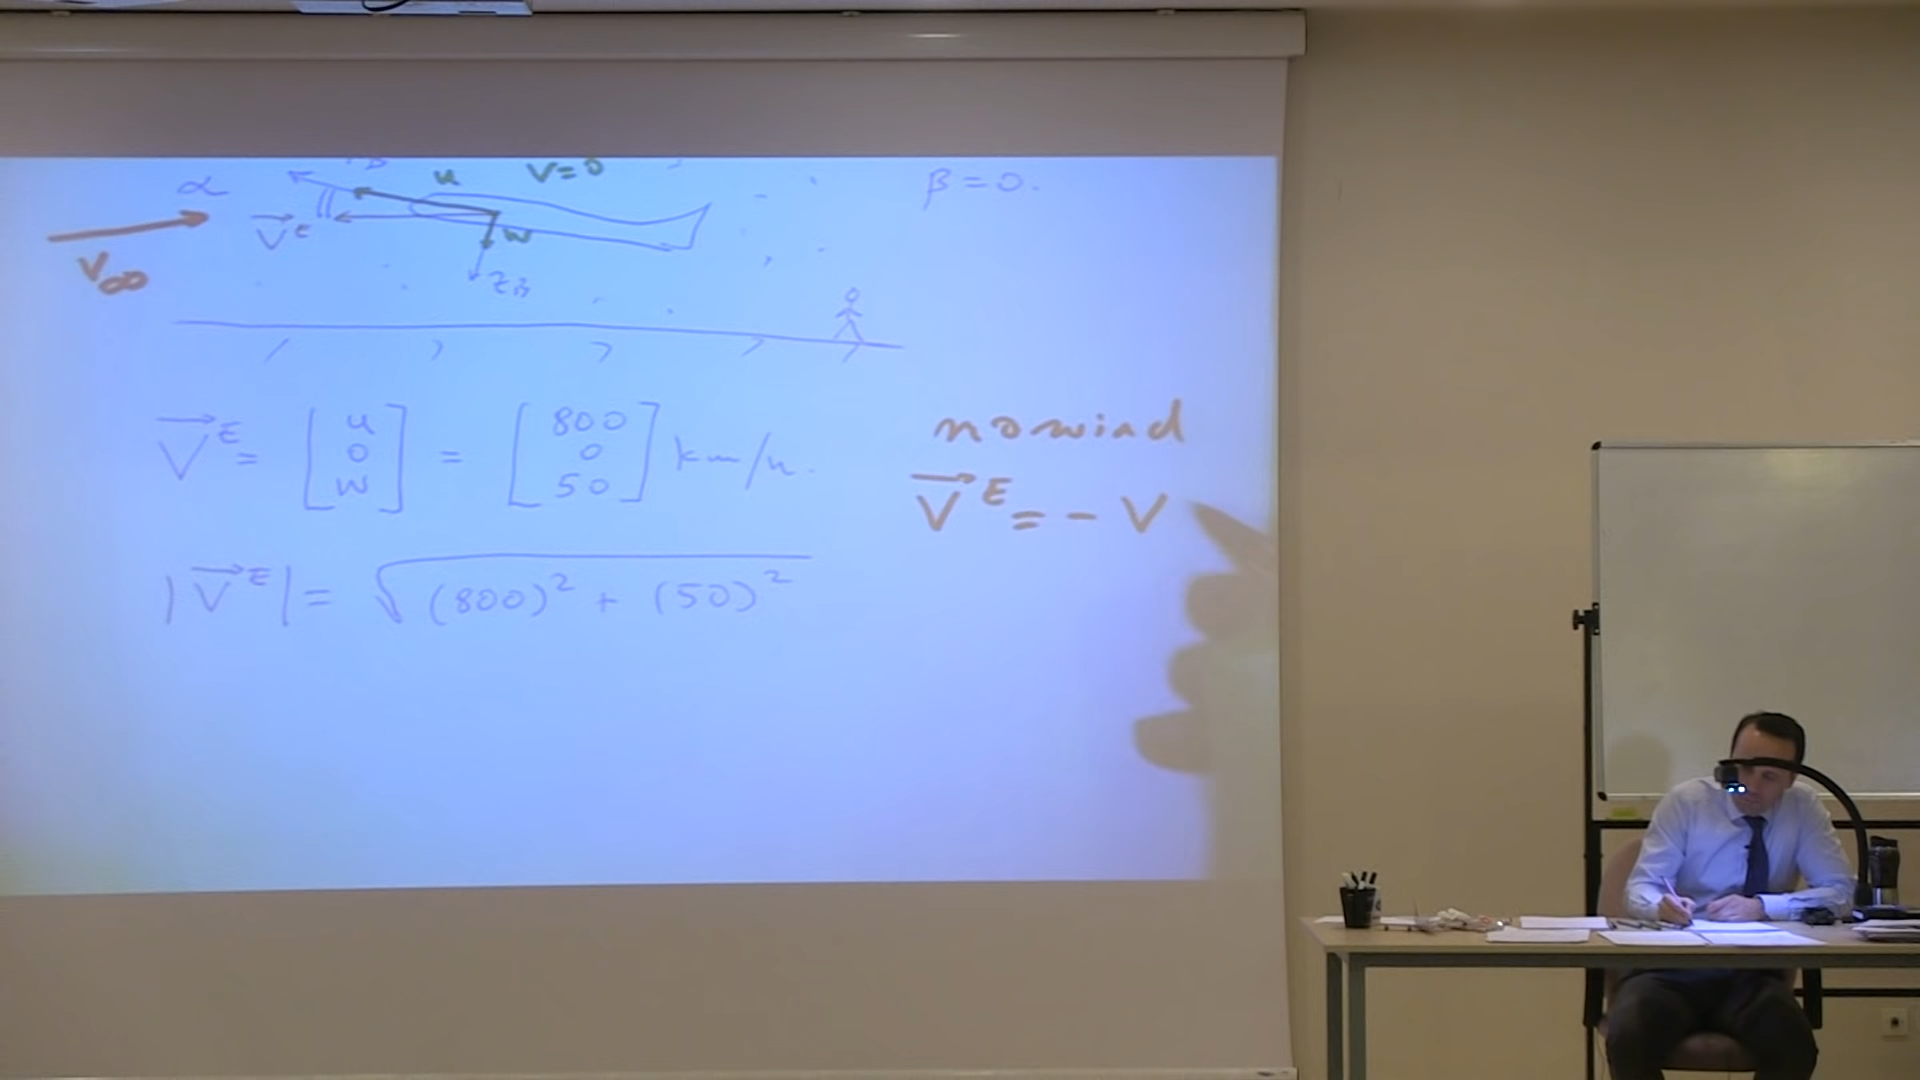 α u V=0 β=0.
V∞ V^E w
z_B
V^E = [u 0 w] = [800 0 50] km/h.
no wind
V^E = - V
|V^E| = √(800)² + (50)²